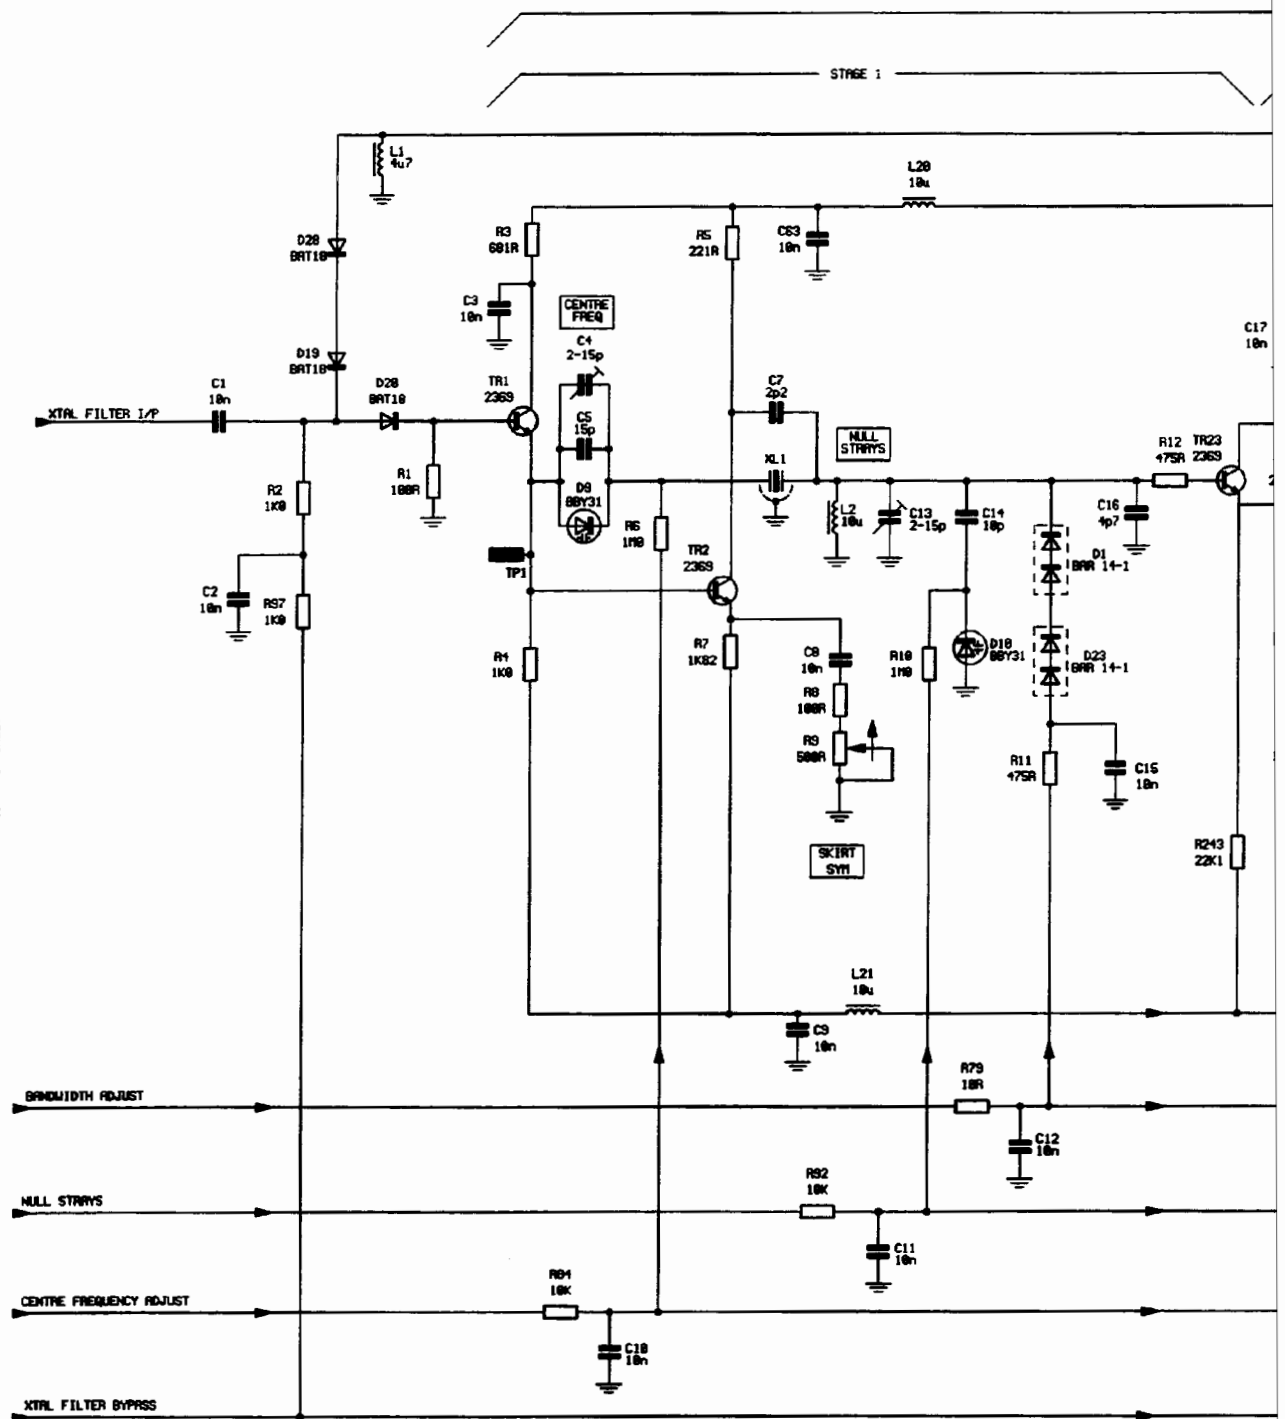 STAGE 1
L1
4u7
L20
10u
D28
BAT18
R3
681R
R5
221R
C63
10n
C3
10n
CENTRE
FREQ
C4
2-15p
C17
10n
D19
BAT18
C1
10n
D20
BAT18
TR1
2369
C7
2p2
XTAL FILTER I/P
C5
15p
NULL
STRAYS
R12
475R
TR23
2369
R2
1K0
R1
100R
D9
BBY31
XL1
2
R6
1M0
L2
10u
C13
2-15p
C14
10p
C16
4p7
TP1
TR2
2369
D1
BAR 14-1
C2
10n
R97
1K0
R4
1K0
R7
1K82
C8
10n
R10
1M0
D10
BBY31
D23
BAR 14-1
R8
100R
R9
500R
R11
475R
C15
10n
SKIRT
SYM
R243
22K1
L21
10u
C9
10n
BANDWIDTH ADJUST
R79
10R
C12
10n
NULL STRAYS
R92
10K
C11
10n
CENTRE FREQUENCY ADJUST
R84
10K
C10
10n
XTAL FILTER BYPASS